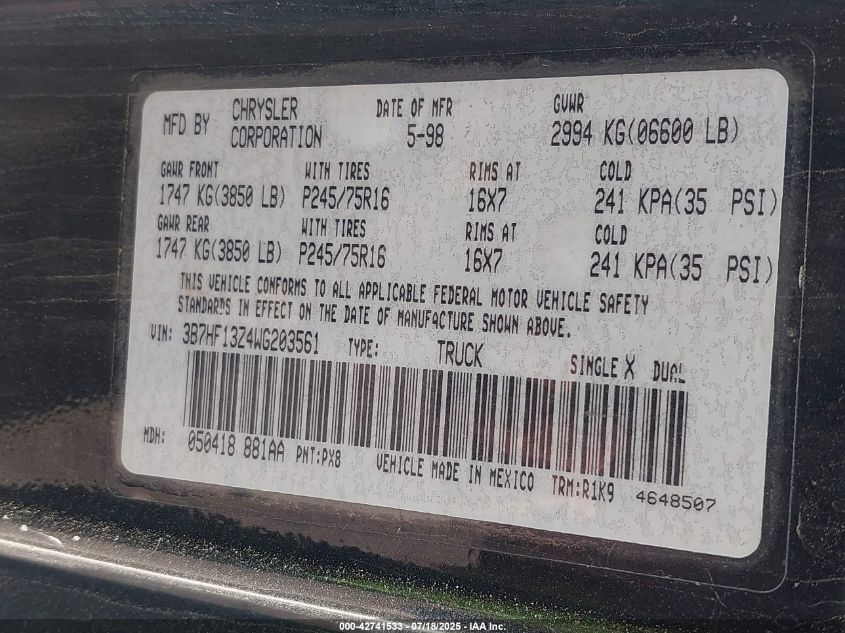 MFD BY CHRYSLER CORPORATION DATE OF MFR 5-98 GVWR 2994 KG(06600 LB)
GAWR FRONT WITH TIRES RIMS AT COLD
1747 KG(3850 LB) P245/75R16 16X7 241 KPA(35 PSI)
GAWR REAR WITH TIRES RIMS AT COLD
1747 KG(3850 LB) P245/75R16 16X7 241 KPA(35 PSI)
THIS VEHICLE CONFORMS TO ALL APPLICABLE FEDERAL MOTOR VEHICLE SAFETY
STANDARDS IN EFFECT ON THE DATE OF MANUFACTURE SHOWN ABOVE.
VIN: 3B7HF13Z4WG203561 TYPE: TRUCK SINGLE X DUAL
MDH: 050418 881AA PNT:PX8 VEHICLE MADE IN MEXICO TRM:R1K9 4648507
000-42741533 - 07/18/2025 - IAA Inc.